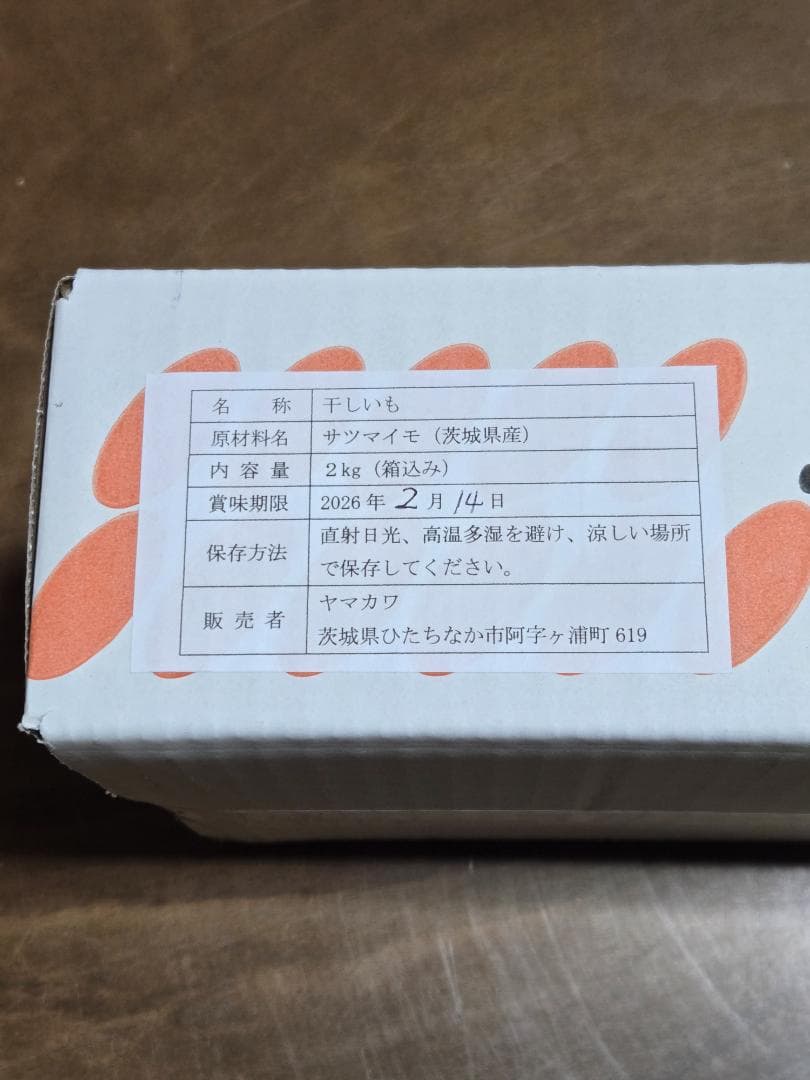 名 称 干しいも
原材料名 サツマイモ（茨城県産）
内容量 2kg（箱込み）
賞味期限 2026年 2月 14日
保存方法 直射日光、高温多湿を避け、涼しい場所
で保存してください。
販売者 ヤマカワ
茨城県ひたちなか市阿字ヶ浦町 619